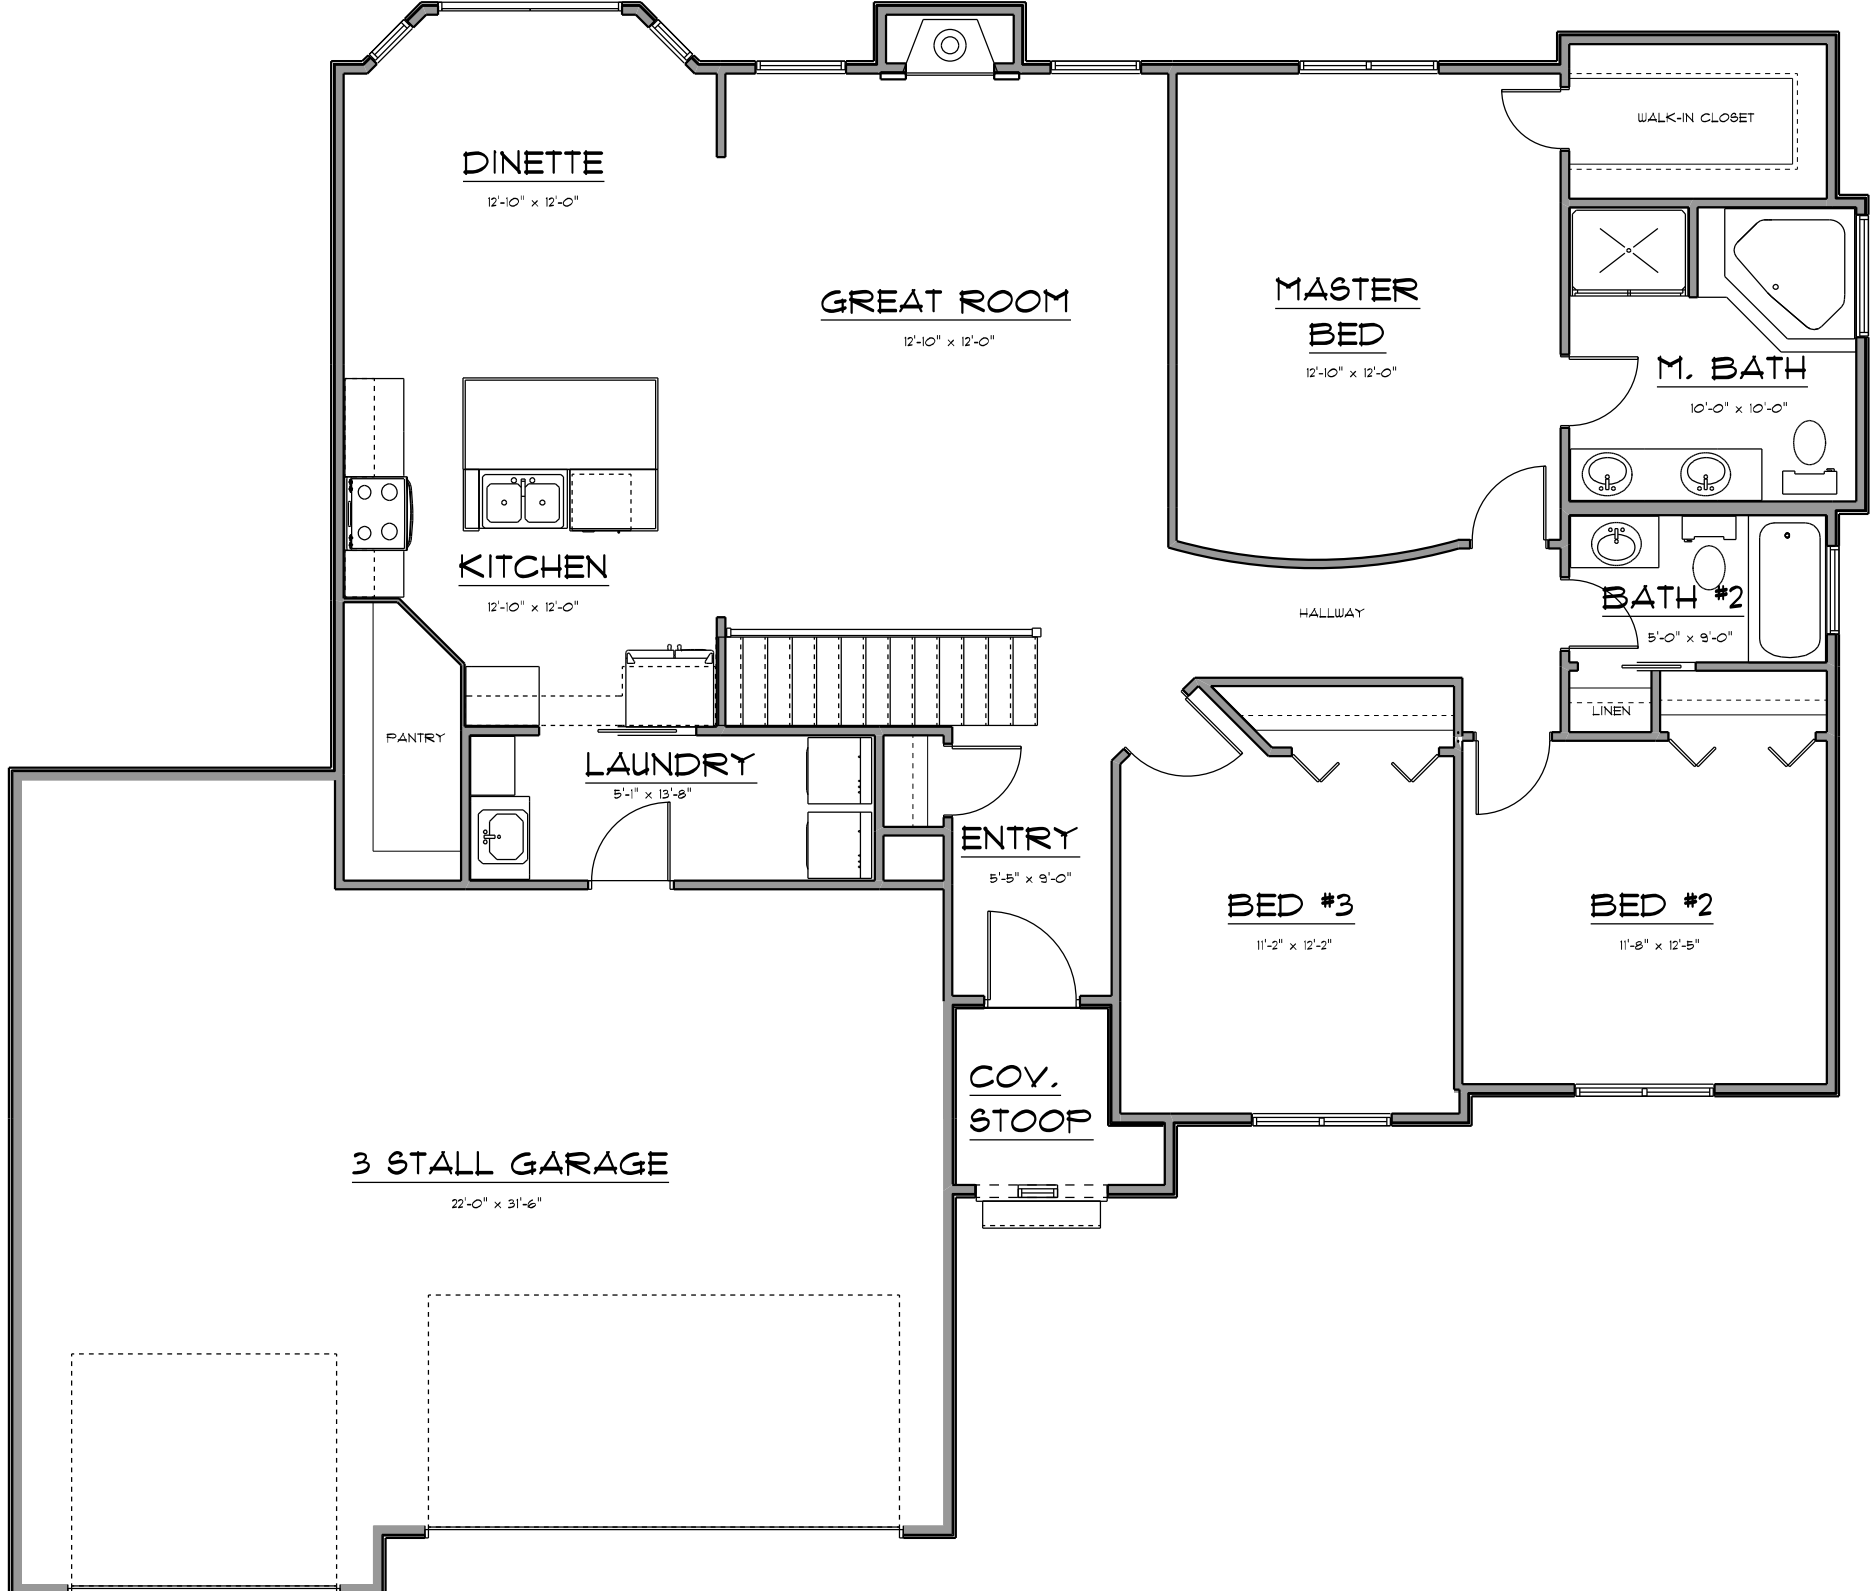 WALK-IN CLOSET
DINETTE
12'-10" x 12'-0"
GREAT ROOM
12'-10" x 12'-0"
MASTER
BED
12'-10" x 12'-0"
M. BATH
10'-0" x 10'-0"
KITCHEN
12'-10" x 12'-0"
HALLWAY
BATH #2
5'-0" x 9'-0"
LINEN
PANTRY
LAUNDRY
5'-1" x 13'-8"
ENTRY
5'-5" x 9'-0"
BED #3
11'-2" x 12'-2"
BED #2
11'-8" x 12'-5"
COV.
STOOP
3 STALL GARAGE
22'-0" x 31'-6"